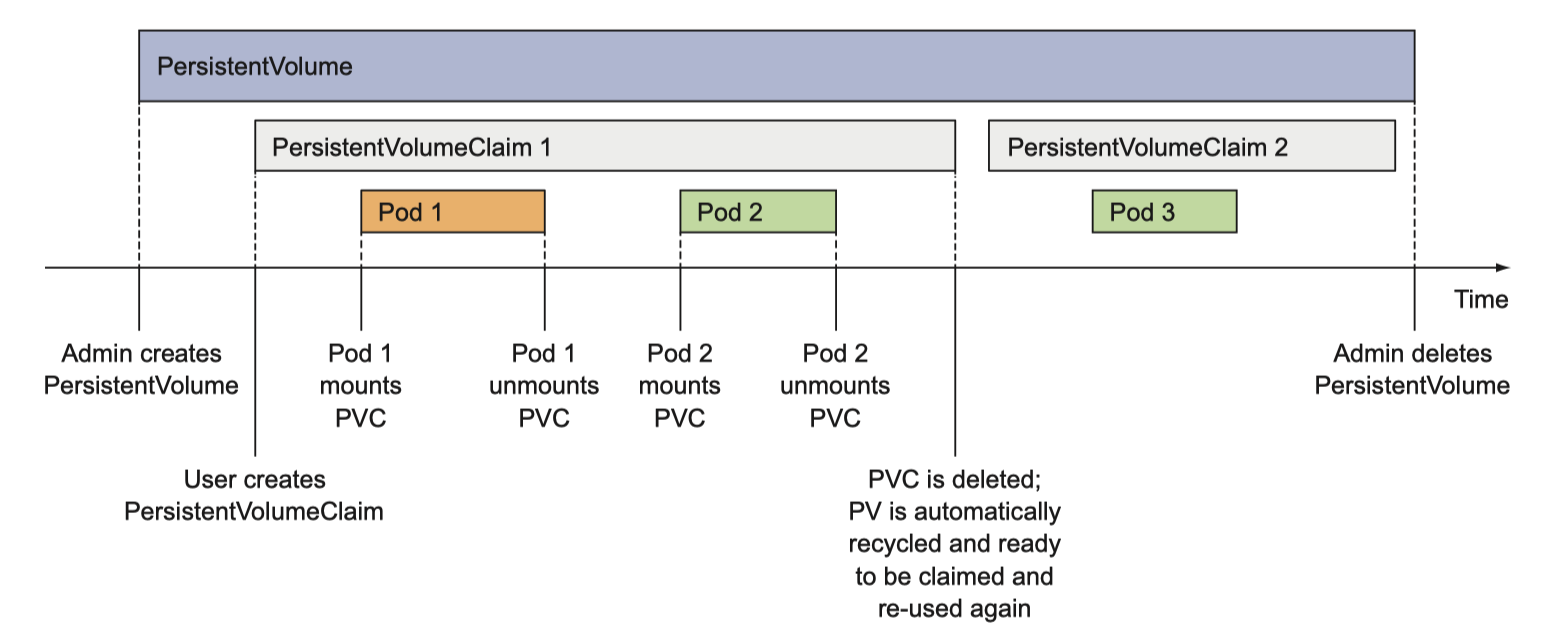 PersistentVolume
PersistentVolumeClaim 1
PersistentVolumeClaim 2
Pod 1
Pod 2
Pod 3
Time
Admin creates
PersistentVolume
Pod 1
mounts
PVC
Pod 1
unmounts
PVC
Pod 2
mounts
PVC
Pod 2
unmounts
PVC
Admin deletes
PersistentVolume
User creates
PersistentVolumeClaim
PVC is deleted;
PV is automatically
recycled and ready
to be claimed and
re-used again